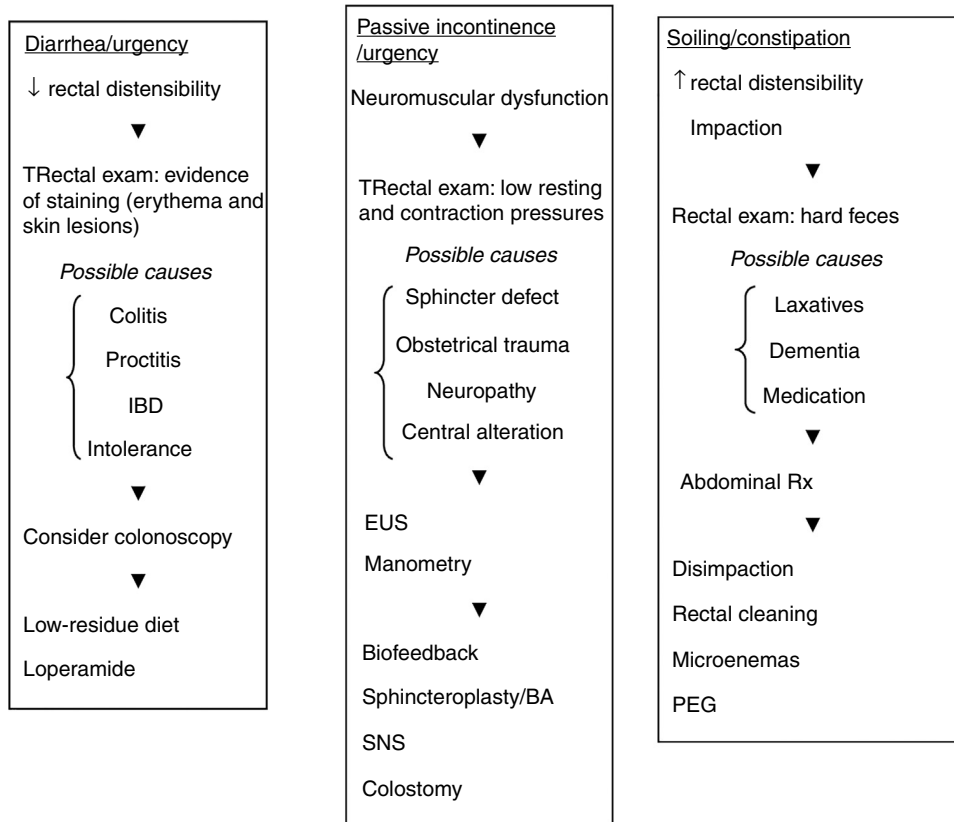 Diarrhea/urgency
↓ rectal distensibility
▼
TRectal exam: evidence
of staining (erythema and
skin lesions)
Possible causes
Colitis
Proctitis
IBD
Intolerance
▼
Consider colonoscopy
▼
Low-residue diet
Loperamide
Passive incontinence
/urgency
Neuromuscular dysfunction
▼
TRectal exam: low resting
and contraction pressures
Possible causes
Sphincter defect
Obstetrical trauma
Neuropathy
Central alteration
▼
EUS
Manometry
▼
Biofeedback
Sphincteroplasty/BA
SNS
Colostomy
Soiling/constipation
↑ rectal distensibility
Impaction
▼
Rectal exam: hard feces
Possible causes
Laxatives
Dementia
Medication
▼
Abdominal Rx
▼
Disimpaction
Rectal cleaning
Microenemas
PEG